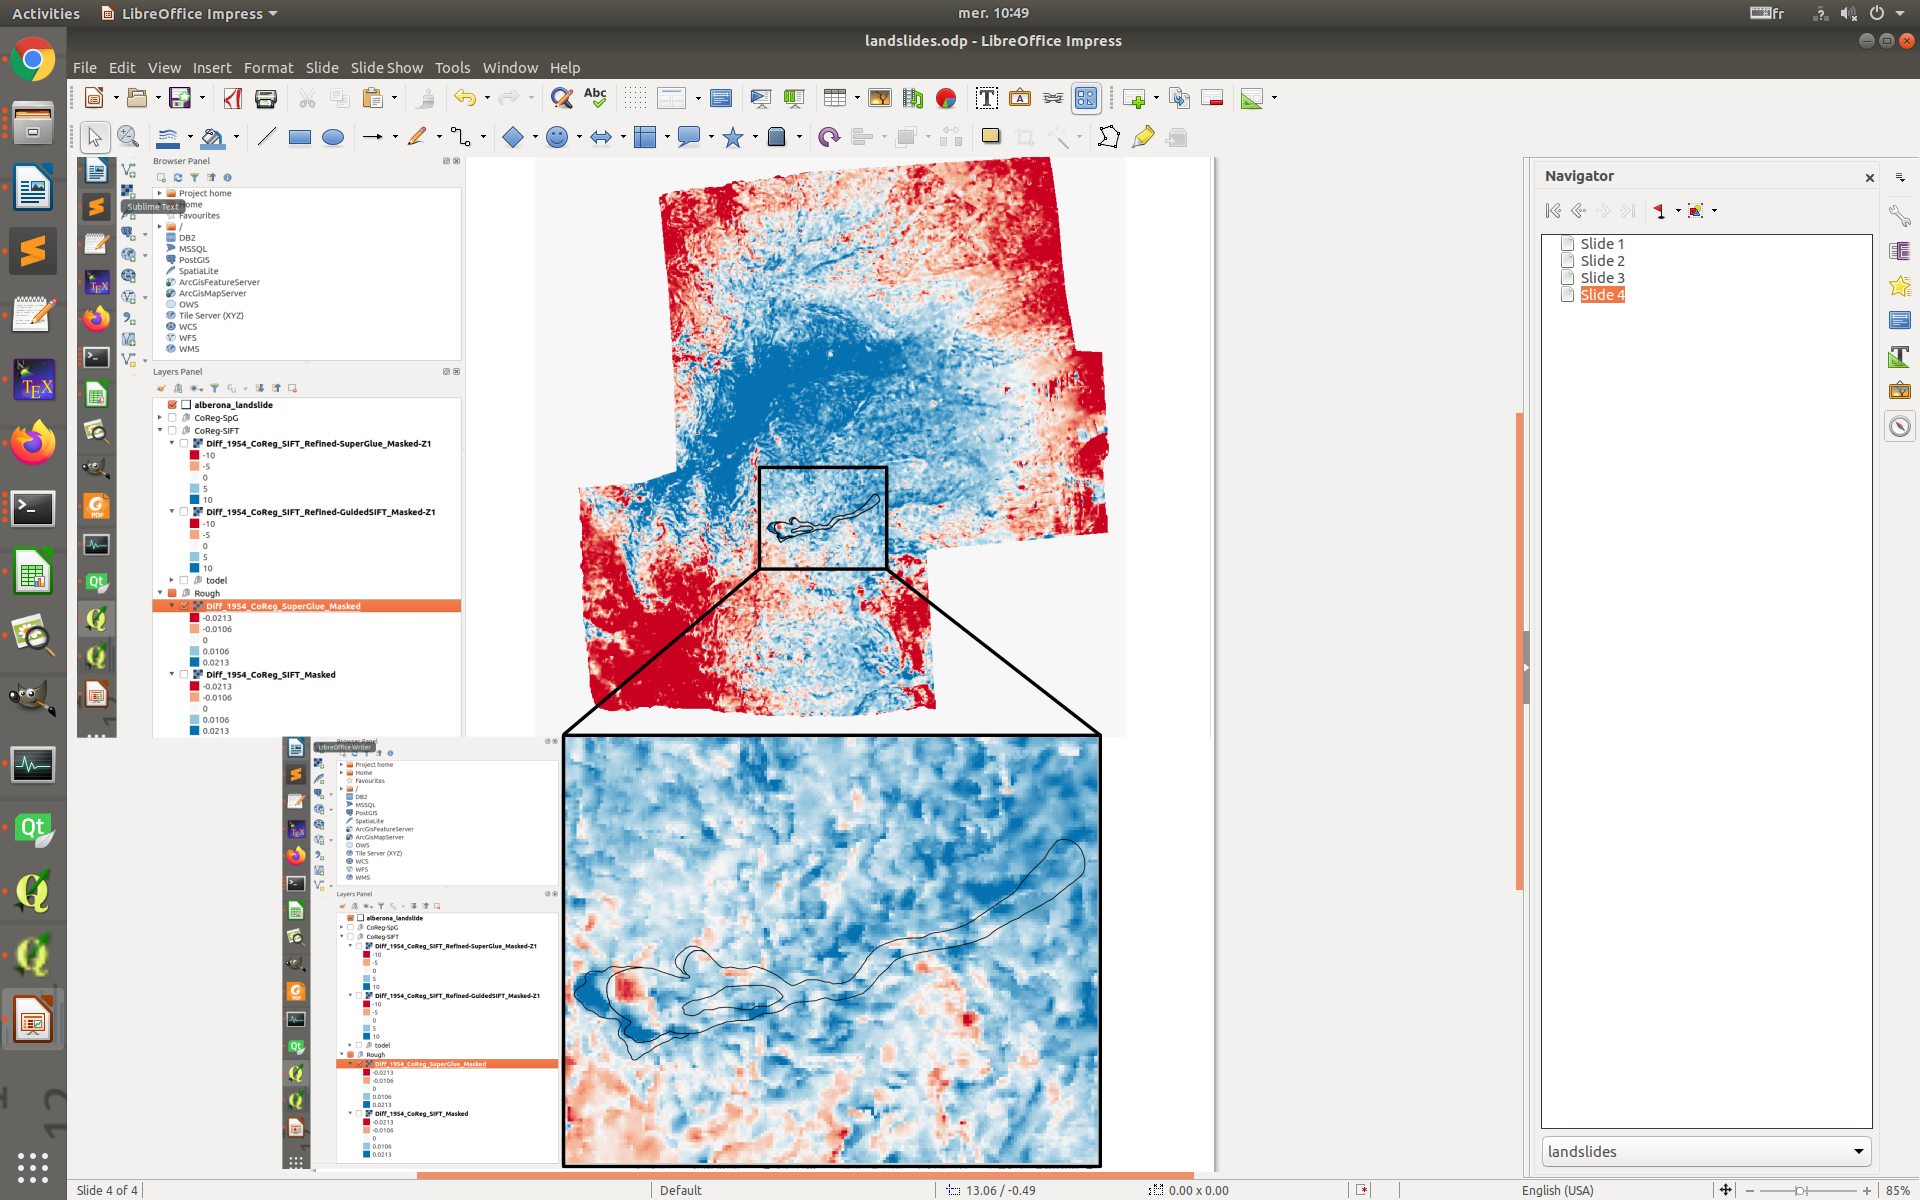 Activities
LibreOffice Impress
mer. 10:49
fr
landslides.odp - LibreOffice Impress
File Edit View Insert Format Slide Slide Show Tools Window Help
Abc
Browser Panel
Project home
Sublime Text
Home
Favourites
/
DB2
MSSQL
PostGIS
SpatiaLite
ArcGisFeatureServer
ArcGisMapServer
OWS
Tile Server (XYZ)
WCS
WFS
WMS
Layers Panel
alberona_landslide
CoReg-SpG
CoReg-SIFT
Diff_1954_CoReg_SIFT_Refined-SuperGlue_Masked-Z1
-10
-5
0
5
10
Diff_1954_CoReg_SIFT_Refined-GuidedSIFT_Masked-Z1
-10
-5
0
5
10
todel
Rough
Diff_1954_CoReg_SuperGlue_Masked
-0.0213
-0.0106
0
0.0106
0.0213
Diff_1954_CoReg_SIFT_Masked
-0.0213
-0.0106
0
0.0106
0.0213
Browser Panel
LibreOffice Writer
Project home
Home
Favourites
/
DB2
MSSQL
PostGIS
SpatiaLite
ArcGisFeatureServer
ArcGisMapServer
OWS
Tile Server (XYZ)
WCS
WFS
WMS
Layers Panel
alberona_landslide
CoReg-SpG
CoReg-SIFT
Diff_1954_CoReg_SIFT_Refined-SuperGlue_Masked-Z1
-10
-5
0
5
10
Diff_1954_CoReg_SIFT_Refined-GuidedSIFT_Masked-Z1
-10
-5
0
5
10
todel
Rough
Diff_1954_CoReg_SuperGlue_Masked
-0.0213
-0.0106
0
0.0106
0.0213
Diff_1954_CoReg_SIFT_Masked
-0.0213
-0.0106
0
0.0106
0.0213
Navigator
Slide 1
Slide 2
Slide 3
Slide 4
landslides
Slide 4 of 4
Default
13.06 / -0.49
0.00 x 0.00
English (USA)
85%